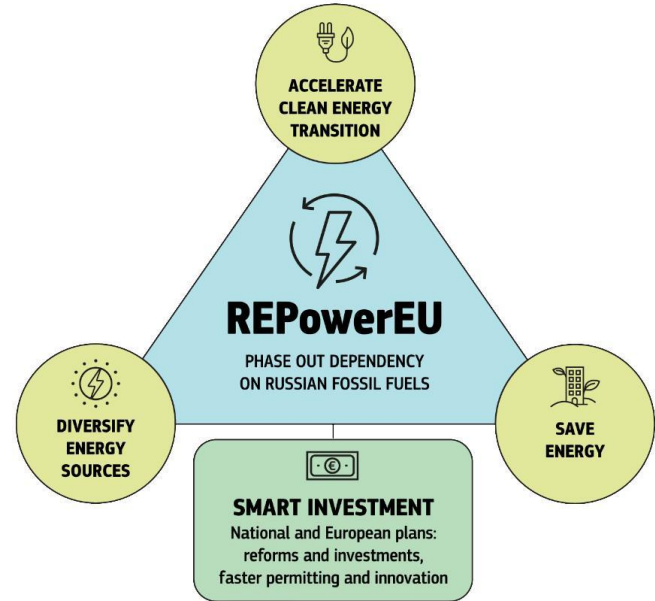 ACCELERATE
CLEAN ENERGY
TRANSITION
REPowerEU
PHASE OUT DEPENDENCY
ON RUSSIAN FOSSIL FUELS
DIVERSIFY
ENERGY
SOURCES
SAVE
ENERGY
€
SMART INVESTMENT
National and European plans:
reforms and investments,
faster permitting and innovation